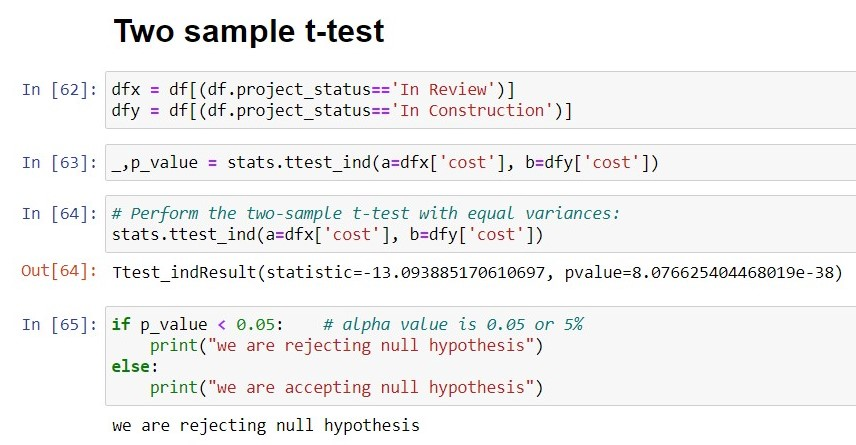 Two sample t-test
In [62]: dfx = df[(df.project_status=='In Review')]
dfy = df[(df.project_status=='In Construction')]
In [63]: _,p_value = stats.ttest_ind(a=dfx['cost'], b=dfy['cost'])
In [64]: # Perform the two-sample t-test with equal variances:
stats.ttest_ind(a=dfx['cost'], b=dfy['cost'])
Out[64]: Ttest_indResult(statistic=-13.093885170610697, pvalue=8.076625404468019e-38)
In [65]: if p_value < 0.05:    # alpha value is 0.05 or 5%
    print("we are rejecting null hypothesis")
else:
    print("we are accepting null hypothesis")
we are rejecting null hypothesis